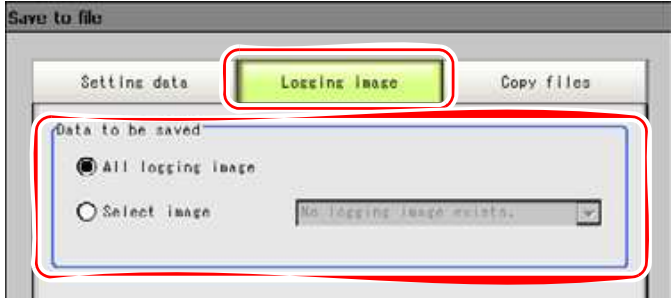 Save to file
Setting data
Logging image
Copy files
Data to be saved
All logging image
Select image
No logging image exists.